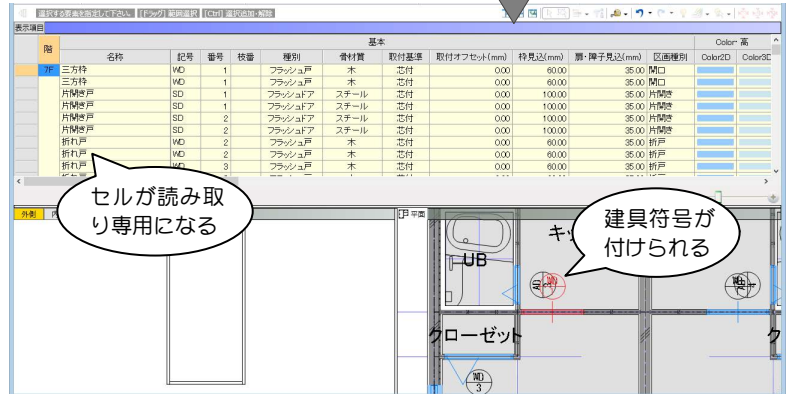 選択する要素を指定して下さい。 [ドラッグ] 範囲選択 [Ctrl] 選択追加・解除
表示項目
階 基本 Color・高
名称 記号 番号 枝番 種別 骨材質 取付基準 取付オフセット(mm) 枠見込(mm) 扉・障子見込(mm) 区画種別 Color2D Color3D
7F 三方枠 WD 1 フラッシュ戸 木 芯付 0.00 60.00 35.00 開口
三方枠 WD 1 フラッシュ戸 木 芯付 0.00 60.00 35.00 開口
片開き戸 SD 1 フラッシュドア スチール 芯付 0.00 100.00 35.00 片開き
片開き戸 SD 1 フラッシュドア スチール 芯付 0.00 100.00 35.00 片開き
片開き戸 SD 2 フラッシュドア スチール 芯付 0.00 100.00 35.00 片開き
片開き戸 SD 2 フラッシュドア スチール 芯付 0.00 100.00 35.00 片開き
折れ戸 WD 2 フラッシュ戸 木 芯付 0.00 60.00 35.00 折戸
折れ戸 WD 2 フラッシュ戸 木 芯付 0.00 60.00 35.00 折戸
折れ戸 WD 3 フラッシュ戸 木 芯付 0.00 60.00 35.00 折戸
セルが読み取
り専用になる
外側
平面
建具符号が
付けられる
UB
クローゼット
WD
3